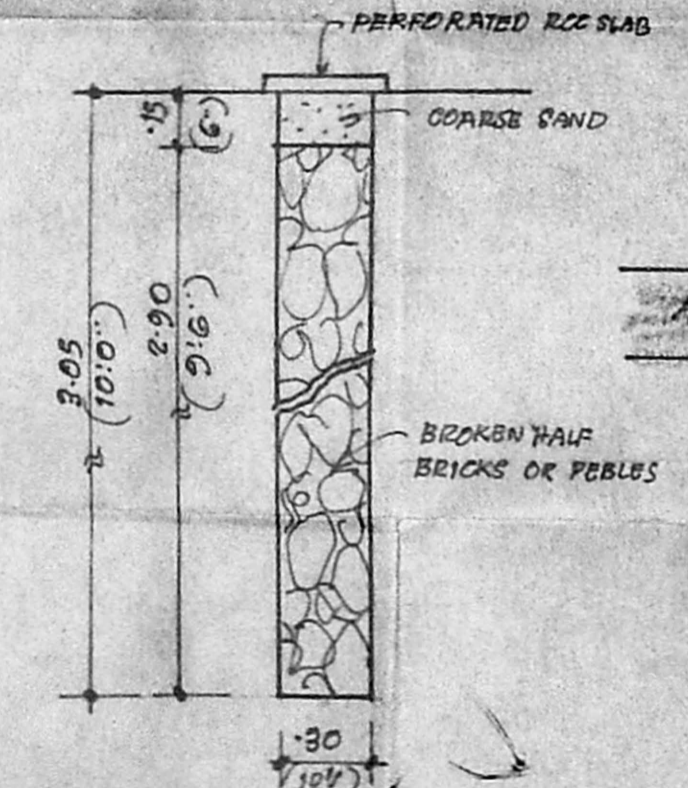 PERFORATED RCC SLAB
COARSE SAND
.15
(6")
3.05
(10'.0")
2.90
(9'.6")
BROKEN HALF
BRICKS OR PEBLES
.30